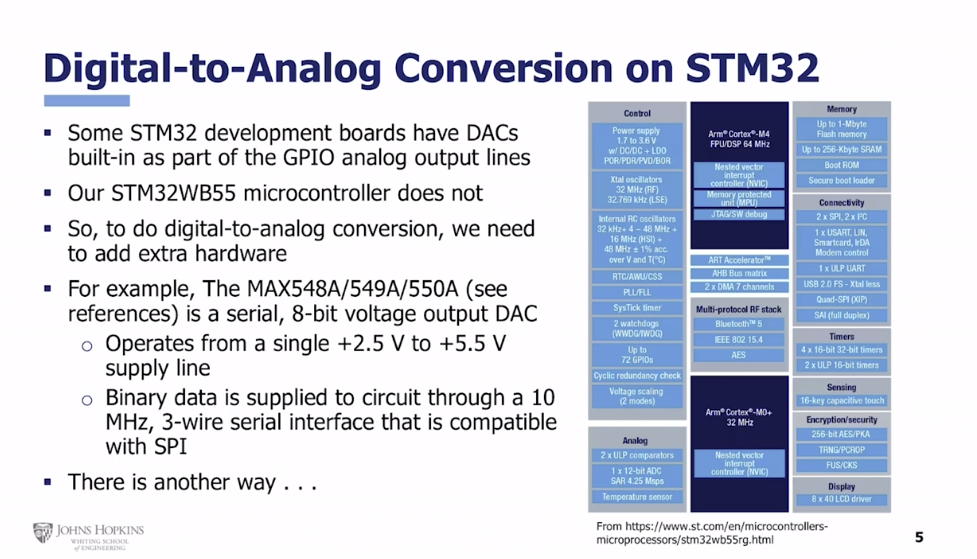 Digital-to-Analog Conversion on STM32
▪ Some STM32 development boards have DACs
built-in as part of the GPIO analog output lines
▪ Our STM32WB55 microcontroller does not
▪ So, to do digital-to-analog conversion, we need
to add extra hardware
▪ For example, The MAX548A/549A/550A (see
references) is a serial, 8-bit voltage output DAC
o Operates from a single +2.5 V to +5.5 V
supply line
o Binary data is supplied to circuit through a 10
MHz, 3-wire serial interface that is compatible
with SPI
▪ There is another way . . .
Control
Power supply
1.7 to 3.6 V
w/ DC/DC + LDO
POR/PDR/PVD/BOR
Xtal oscillators
32 MHz (RF)
32.769 kHz (LSE)
Internal RC oscillators
32 kHz+ 4 – 48 MHz +
16 MHz (HSI) +
48 MHz ± 1% acc.
over V and T(°C)
RTC/AWU/CSS
PLL/FLL
SysTick timer
2 watchdogs
(WWDG/IWDG)
Up to
72 GPIOs
Cyclic redundancy check
Voltage scaling
(2 modes)
Analog
2 x ULP comparators
1 x 12-bit ADC
SAR 4.25 Msps
Temperature sensor
Arm® Cortex®-M4
FPU/DSP 64 MHz
Nested vector
interrupt
controller (NVIC)
Memory protected
unit (MPU)
JTAG/SW debug
ART Accelerator™
AHB Bus matrix
2 x DMA 7 channels
Multi-protocol RF stack
Bluetooth™ 5
IEEE 802 15.4
AES
Arm® Cortex®-M0+
32 MHz
Nested vector
interrupt
controller (NVIC)
Memory
Up to 1-Mbyte
Flash memory
Up to 256-Kbyte SRAM
Boot ROM
Secure boot loader
Connectivity
2 x SPI, 2 x I²C
1 x USART, LIN,
Smartcard, IrDA
Modem control
1 x ULP UART
USB 2.0 FS - Xtal less
Quad-SPI (XIP)
SAI (full duplex)
Timers
4 x 16-bit 32-bit timers
2 x ULP 16-bit timers
Sensing
16-key capacitive touch
Encryption/security
256-bit AES/PKA
TRNG/PCROP
FUS/CKS
Display
8 x 40 LCD driver
From https://www.st.com/en/microcontrollers-
microprocessors/stm32wb55rg.html
JOHNS HOPKINS
WHITING SCHOOL
of ENGINEERING
5